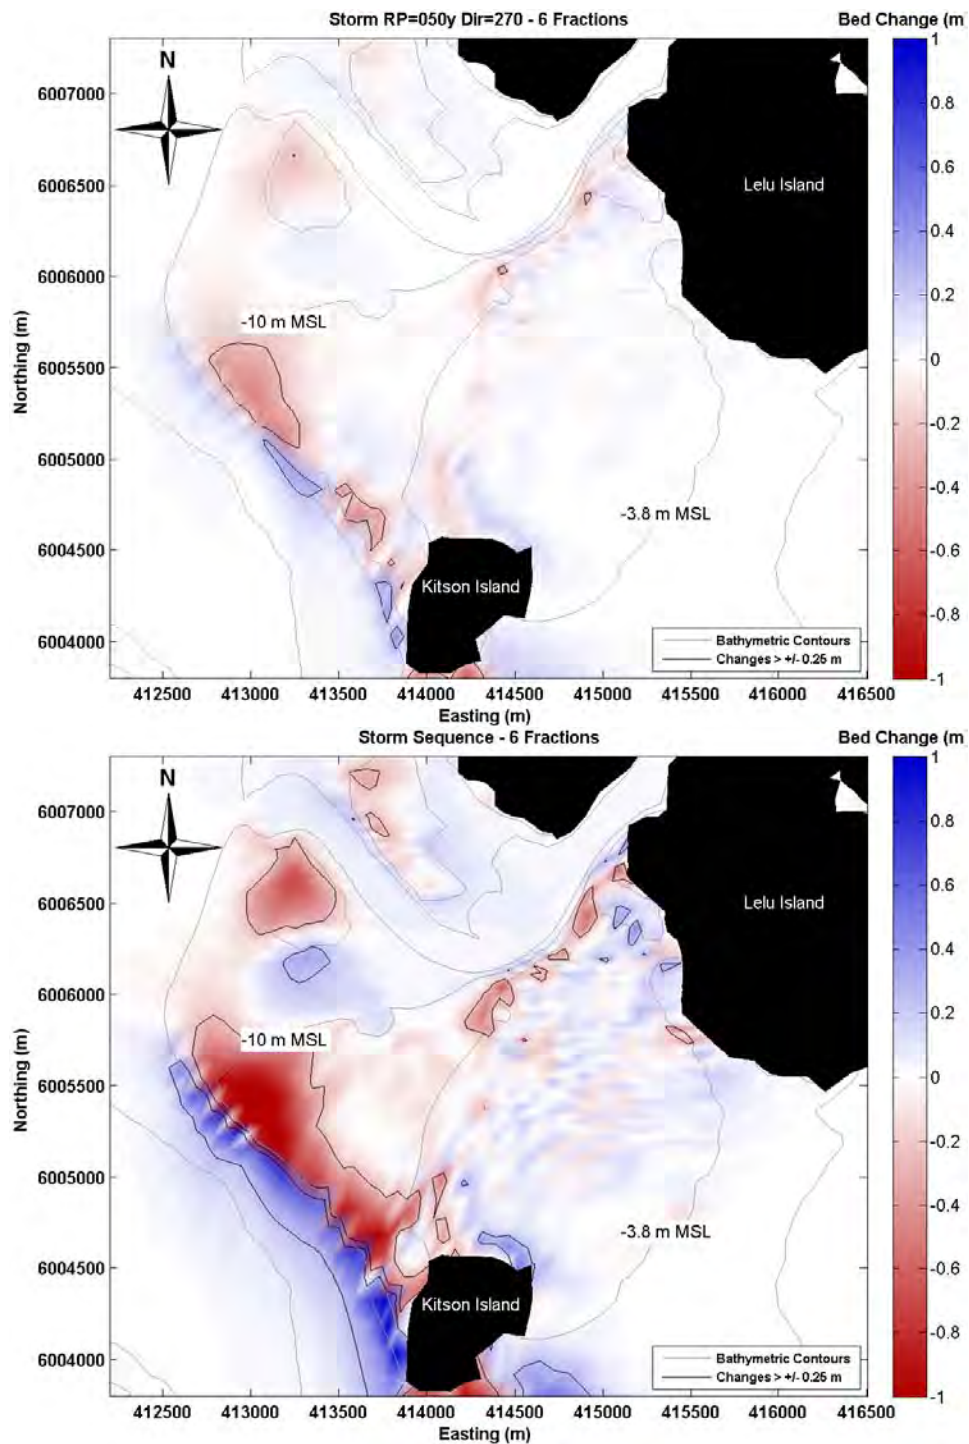 Storm RP=050y Dir=270 - 6 Fractions
Bed Change (m
N
Lelu Island
-10 m MSL
-3.8 m MSL
Kitson Island
Bathymetric Contours
Changes > +/- 0.25 m
Northing (m)
6007000
6006500
6006000
6005500
6005000
6004500
6004000
412500 413000 413500 414000 414500 415000 415500 416000 416500
Easting (m)
1
0.8
0.6
0.4
0.2
0
-0.2
-0.4
-0.6
-0.8
-1
Storm Sequence - 6 Fractions
Bed Change (m
N
Lelu Island
-10 m MSL
-3.8 m MSL
Kitson Island
Bathymetric Contours
Changes > +/- 0.25 m
Northing (m)
6007000
6006500
6006000
6005500
6005000
6004500
6004000
412500 413000 413500 414000 414500 415000 415500 416000 416500
Easting (m)
1
0.8
0.6
0.4
0.2
0
-0.2
-0.4
-0.6
-0.8
-1